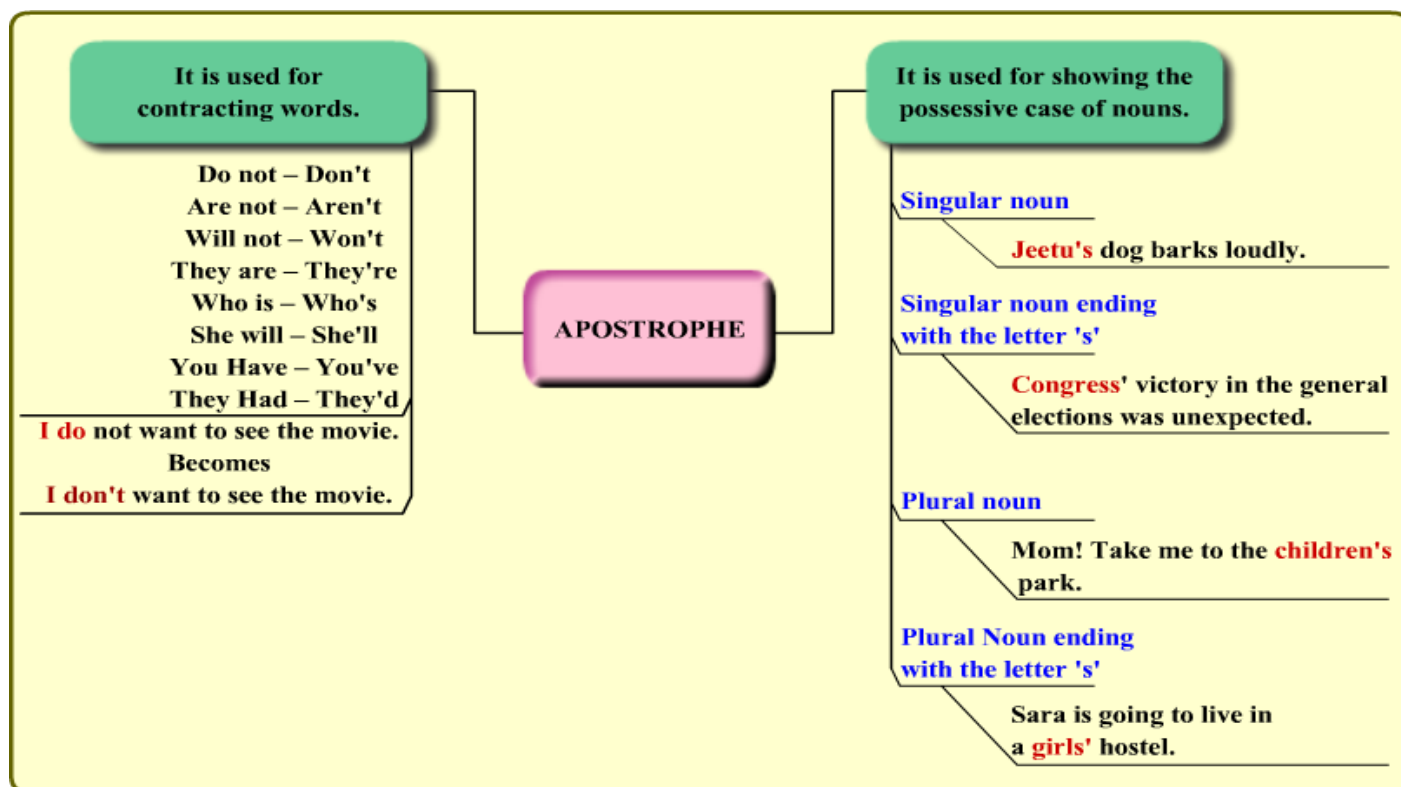 It is used for
contracting words.
Do not – Don't
Are not – Aren't
Will not – Won't
They are – They're
Who is – Who's
She will – She'll
You Have – You've
They Had – They'd
I do not want to see the movie.
Becomes
I don't want to see the movie.
APOSTROPHE
It is used for showing the
possessive case of nouns.
Singular noun
Jeetu's dog barks loudly.
Singular noun ending
with the letter 's'
Congress' victory in the general
elections was unexpected.
Plural noun
Mom! Take me to the children's
park.
Plural Noun ending
with the letter 's'
Sara is going to live in
a girls' hostel.